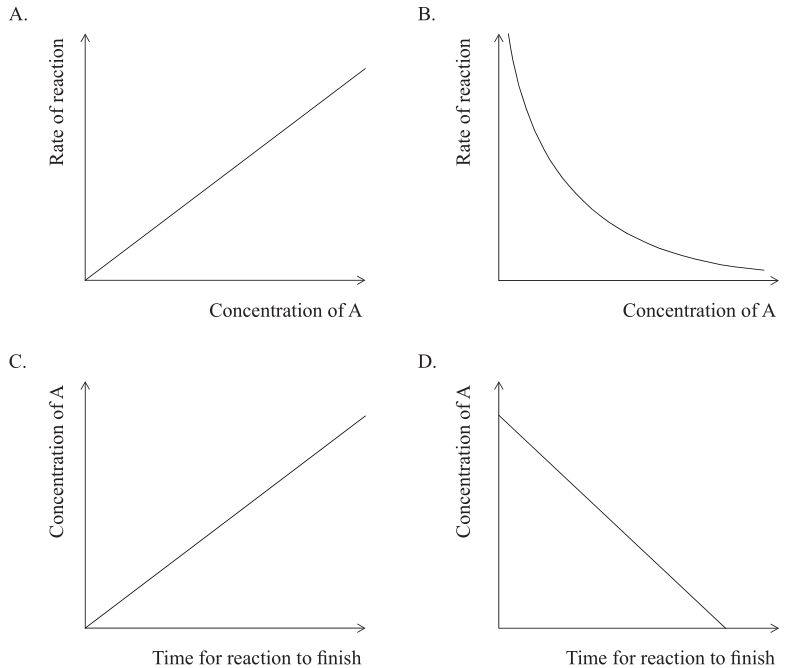 A.
Rate of reaction
Concentration of A
B.
Rate of reaction
Concentration of A
C.
Concentration of A
Time for reaction to finish
D.
Concentration of A
Time for reaction to finish